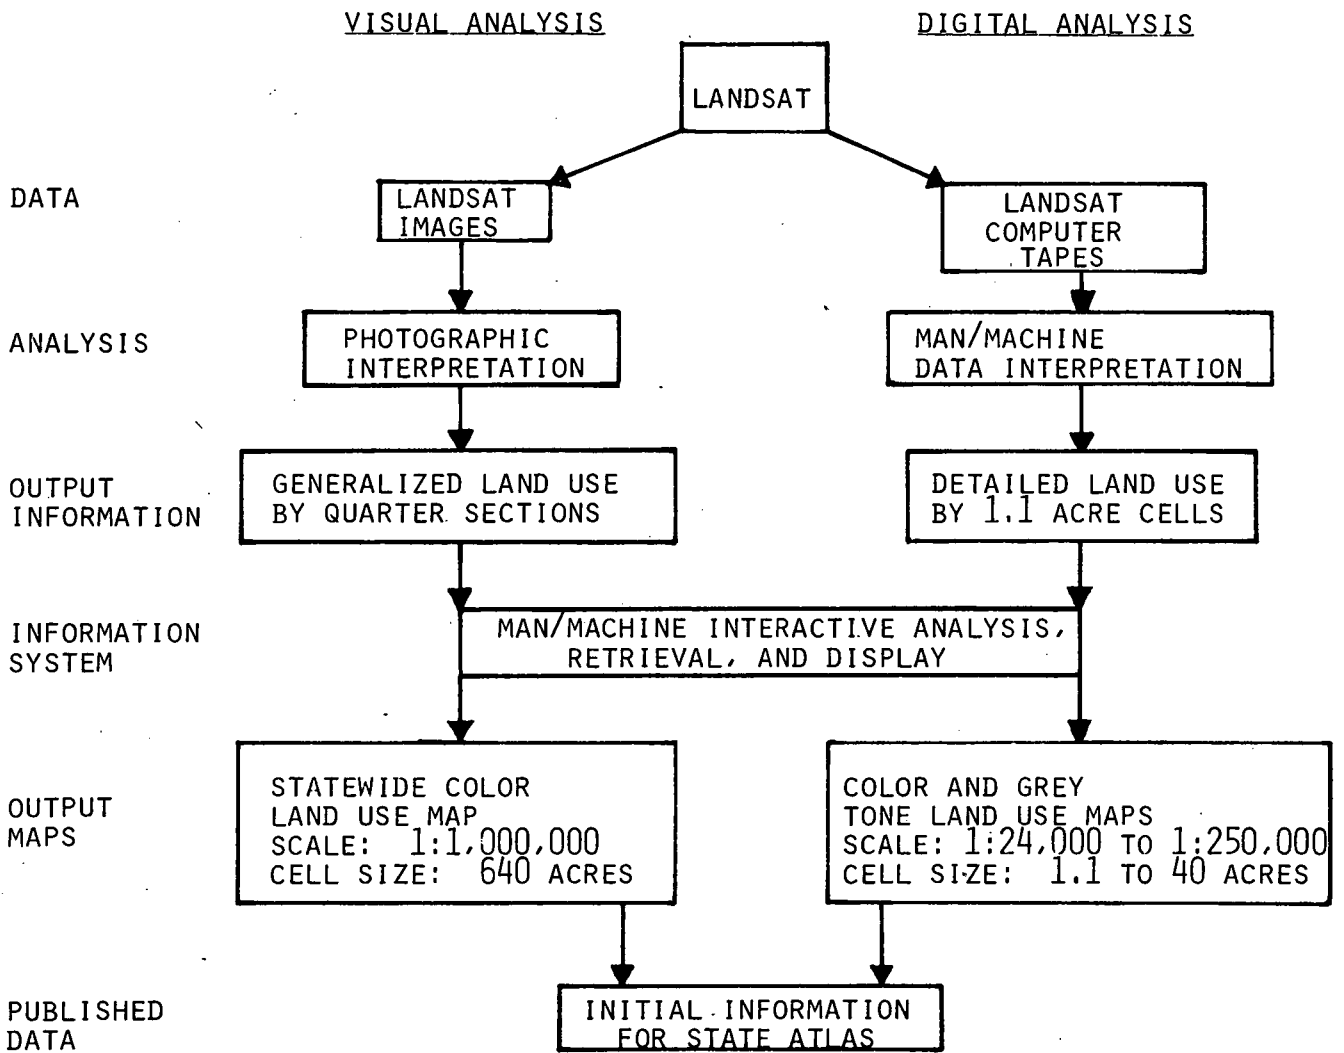 VISUAL ANALYSIS
DIGITAL ANALYSIS
LANDSAT
DATA
LANDSAT
IMAGES
LANDSAT
COMPUTER
TAPES
ANALYSIS
PHOTOGRAPHIC
INTERPRETATION
MAN/MACHINE
DATA INTERPRETATION
OUTPUT
INFORMATION
GENERALIZED LAND USE
BY QUARTER SECTIONS
DETAILED LAND USE
BY 1.1 ACRE CELLS
INFORMATION
SYSTEM
MAN/MACHINE INTERACTIVE ANALYSIS,
RETRIEVAL, AND DISPLAY
OUTPUT
MAPS
STATEWIDE COLOR
LAND USE MAP
SCALE: 1:1,000,000
CELL SIZE: 640 ACRES
COLOR AND GREY
TONE LAND USE MAPS
SCALE: 1:24,000 TO 1:250,000
CELL SIZE: 1.1 TO 40 ACRES
PUBLISHED
DATA
INITIAL INFORMATION
FOR STATE ATLAS